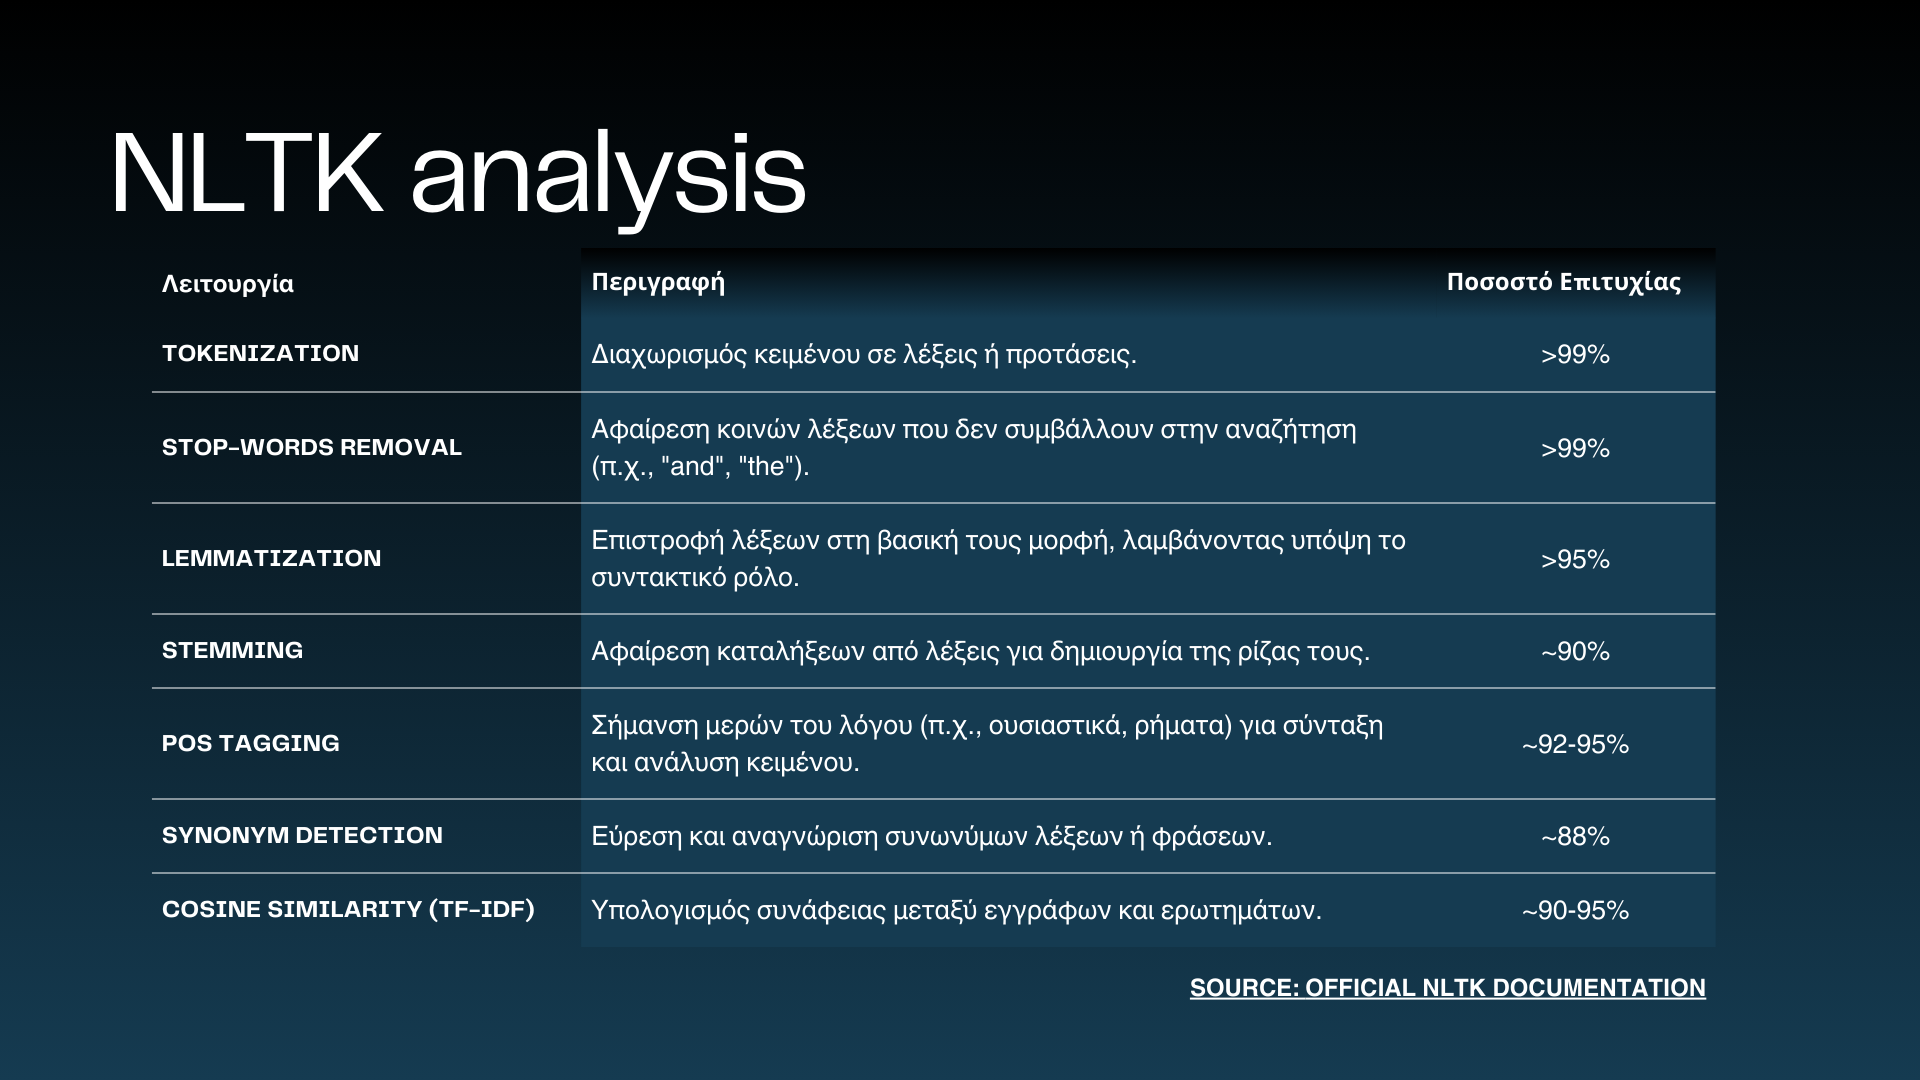 NLTK analysis
Λειτουργία
Περιγραφή
Ποσοστό Επιτυχίας
TOKENIZATION
Διαχωρισμός κειμένου σε λέξεις ή προτάσεις.
>99%
STOP-WORDS REMOVAL
Αφαίρεση κοινών λέξεων που δεν συμβάλλουν στην αναζήτηση
(π.χ., "and", "the").
>99%
LEMMATIZATION
Επιστροφή λέξεων στη βασική τους μορφή, λαμβάνοντας υπόψη το
συντακτικό ρόλο.
>95%
STEMMING
Αφαίρεση καταλήξεων από λέξεις για δημιουργία της ρίζας τους.
~90%
POS TAGGING
Σήμανση μερών του λόγου (π.χ., ουσιαστικά, ρήματα) για σύνταξη
και ανάλυση κειμένου.
~92-95%
SYNONYM DETECTION
Εύρεση και αναγνώριση συνωνύμων λέξεων ή φράσεων.
~88%
COSINE SIMILARITY (TF-IDF)
Υπολογισμός συνάφειας μεταξύ εγγράφων και ερωτημάτων.
~90-95%
SOURCE: OFFICIAL NLTK DOCUMENTATION